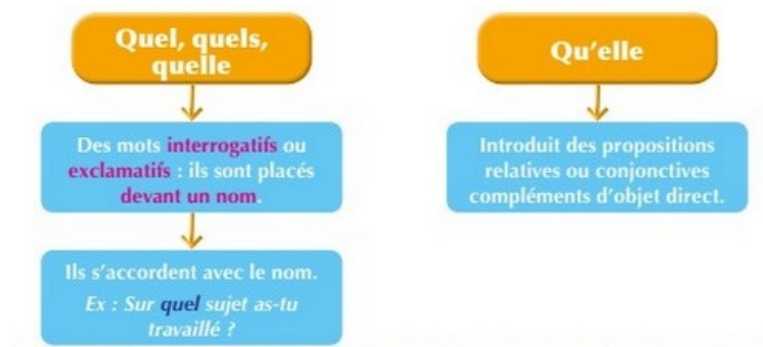 Quel, quels,
quelle
Des mots interrogatifs ou
exclamatifs : ils sont placés
devant un nom.
Ils s'accordent avec le nom.
Ex : Sur quel sujet as-tu
travaillé ?
Qu'elle
Introduit des propositions
relatives ou conjonctives
compléments d'objet direct.